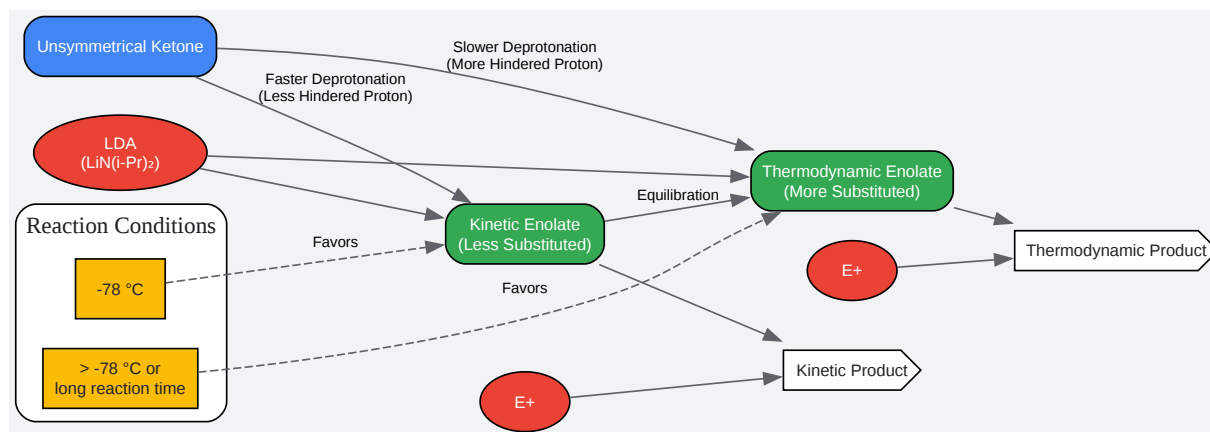 Unsymmetrical Ketone
Slower Deprotonation
(More Hindered Proton)
Faster Deprotonation
(Less Hindered Proton)
LDA
(LiN(i-Pr)₂)
Thermodynamic Enolate
(More Substituted)
Equilibration
Kinetic Enolate
(Less Substituted)
Reaction Conditions
Favors
-78 °C
Favors
> -78 °C or
long reaction time
Thermodynamic Product
E+
Kinetic Product
E+